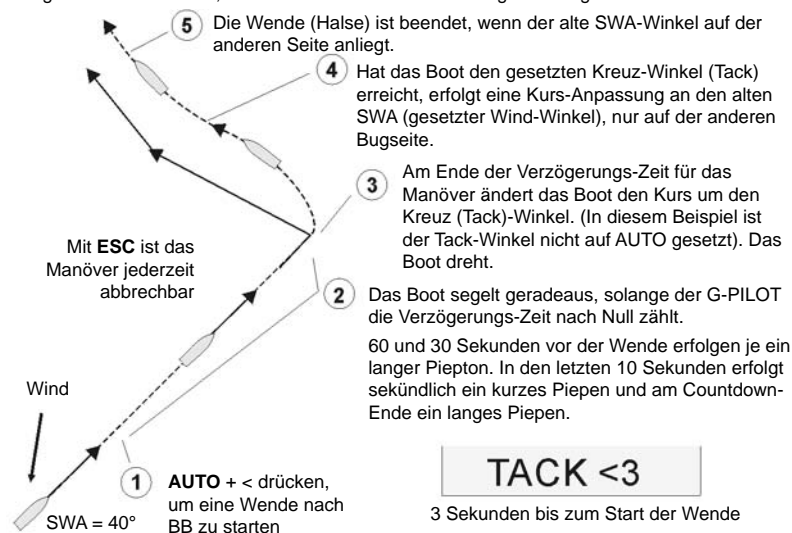 5 Die Wende (Halse) ist beendet, wenn der alte SWA-Winkel auf der
anderen Seite anliegt.
4 Hat das Boot den gesetzten Kreuz-Winkel (Tack)
erreicht, erfolgt eine Kurs-Anpassung an den alten
SWA (gesetzter Wind-Winkel), nur auf der anderen
Bugseite.
3 Am Ende der Verzögerungs-Zeit für das
Manöver ändert das Boot den Kurs um den
Kreuz (Tack)-Winkel. (In diesem Beispiel ist
der Tack-Winkel nicht auf AUTO gesetzt). Das
Boot dreht.
Mit ESC ist das
Manöver jederzeit
abbrechbar
2 Das Boot segelt geradeaus, solange der G-PILOT
die Verzögerungs-Zeit nach Null zählt.
60 und 30 Sekunden vor der Wende erfolgen je ein
langer Piepton. In den letzten 10 Sekunden erfolgt
sekündlich ein kurzes Piepen und am Countdown-
Ende ein langes Piepen.
Wind
1 AUTO + < drücken,
um eine Wende nach
BB zu starten
SWA = 40°
TACK <3
3 Sekunden bis zum Start der Wende